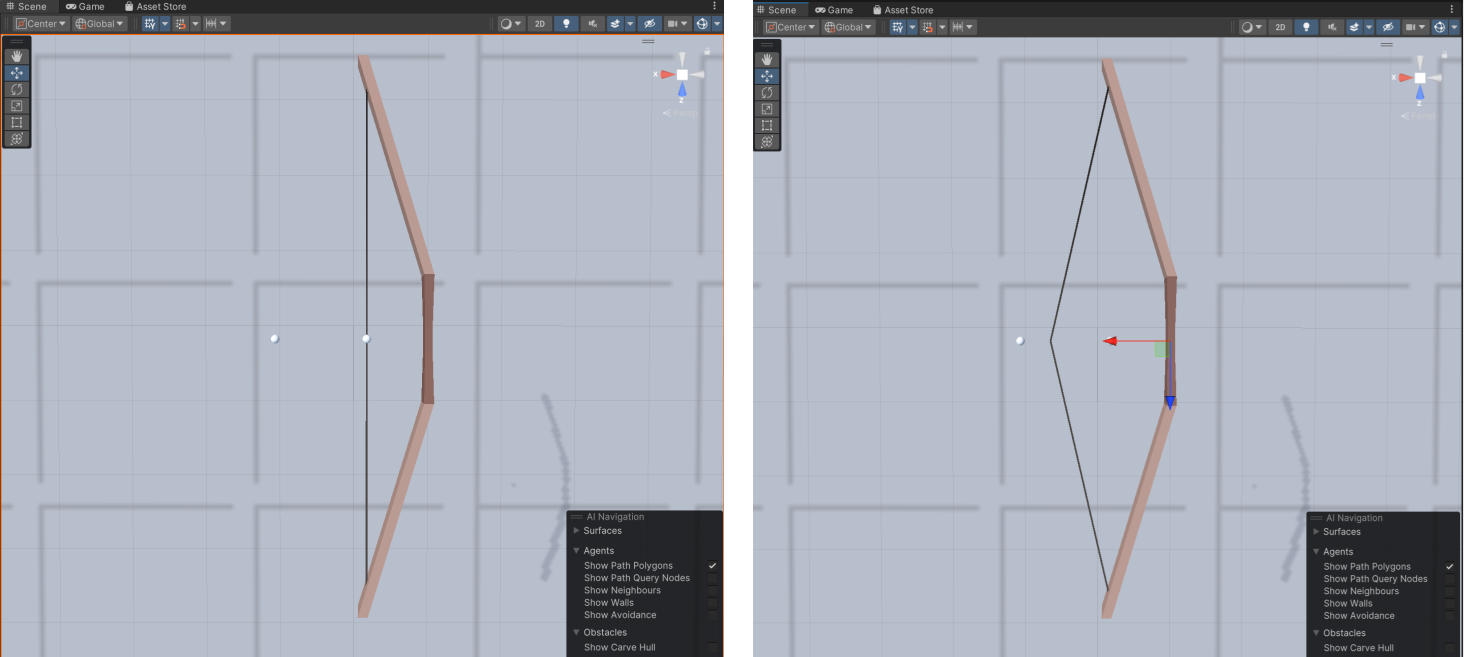 Scene Game Asset Store
Center Global 2D
x
z
Persp
AI Navigation
Surfaces
Agents
Show Path Polygons
Show Path Query Nodes
Show Neighbours
Show Walls
Show Avoidance
Obstacles
Show Carve Hull
Scene Game Asset Store
Center Global 2D
x
z
Persp
AI Navigation
Surfaces
Agents
Show Path Polygons
Show Path Query Nodes
Show Neighbours
Show Walls
Show Avoidance
Obstacles
Show Carve Hull